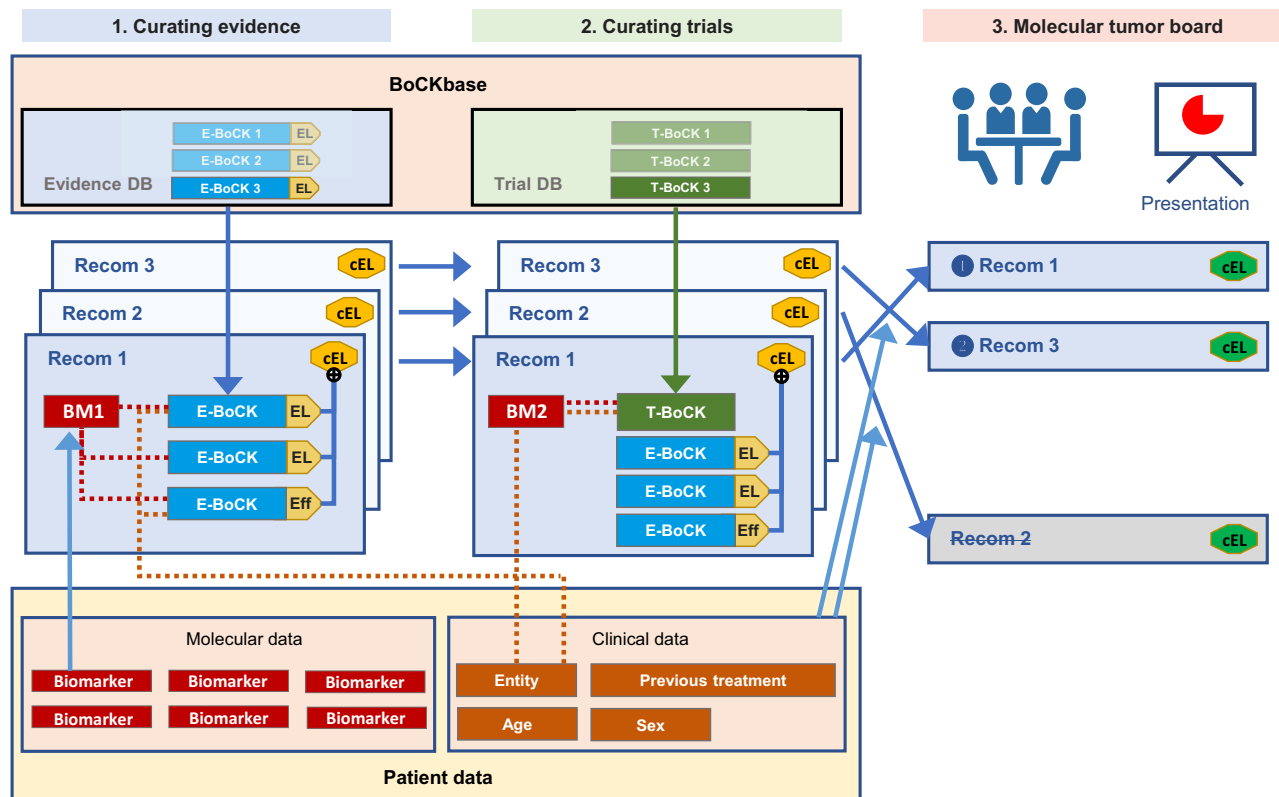 1. Curating evidence
2. Curating trials
3. Molecular tumor board
BoCKbase
E-BoCK 1 EL
E-BoCK 2 EL
Evidence DB
E-BoCK 3 EL
T-BoCK 1
T-BoCK 2
Trial DB
T-BoCK 3
Presentation
Recom 3 cEL
Recom 2 cEL
Recom 1 cEL
BM1
E-BoCK EL
E-BoCK EL
E-BoCK Eff
Recom 3 cEL
Recom 2 cEL
Recom 1 cEL
BM2
T-BoCK
E-BoCK EL
E-BoCK EL
E-BoCK Eff
❶ Recom 1 cEL
❷ Recom 3 cEL
Recom 2 cEL
Molecular data
Biomarker Biomarker Biomarker
Biomarker Biomarker Biomarker
Clinical data
Entity Previous treatment
Age Sex
Patient data